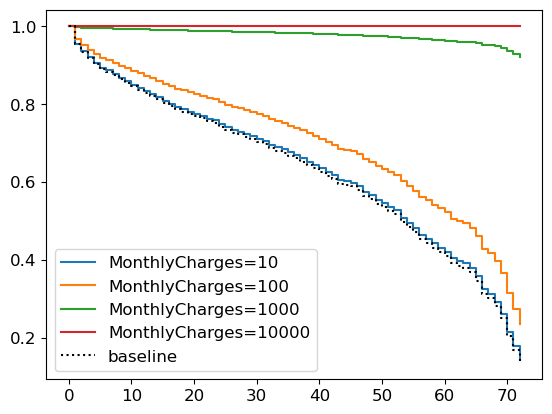 1.0
0.8
0.6
0.4
0.2
MonthlyCharges=10
MonthlyCharges=100
MonthlyCharges=1000
MonthlyCharges=10000
baseline
0 10 20 30 40 50 60 70